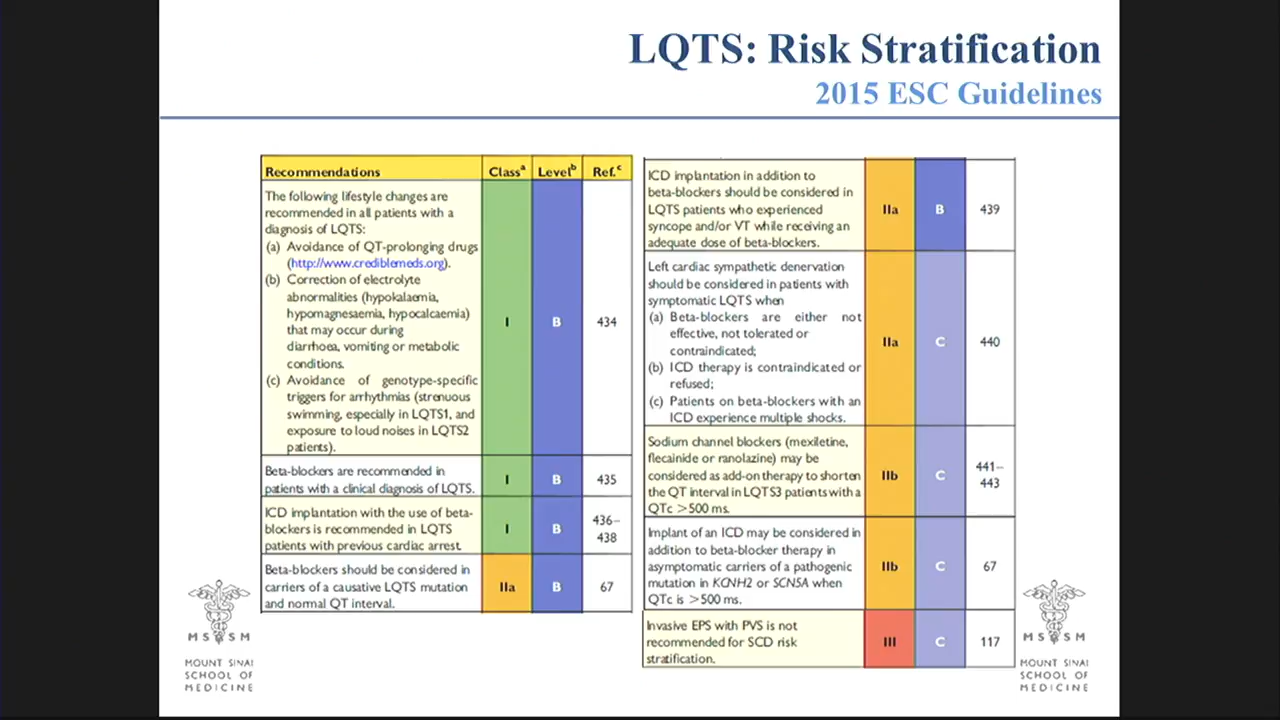 LQTS: Risk Stratification
2015 ESC Guidelines
Recommendations Classᵃ Levelᵇ Ref.ᶜ
The following lifestyle changes are
recommended in all patients with a
diagnosis of LQTS:
(a) Avoidance of QT-prolonging drugs
(http://www.crediblemeds.org).
(b) Correction of electrolyte
abnormalities (hypokalaemia,
hypomagnesaemia, hypocalcaemia)
that may occur during
diarrhoea, vomiting or metabolic
conditions.
(c) Avoidance of genotype-specific
triggers for arrhythmias (strenuous
swimming, especially in LQTS1, and
exposure to loud noises in LQTS2
patients).
I B 434
Beta-blockers are recommended in
patients with a clinical diagnosis of LQTS.
I B 435
ICD implantation with the use of beta-
blockers is recommended in LQTS
patients with previous cardiac arrest.
I B 436–
438
Beta-blockers should be considered in
carriers of a causative LQTS mutation
and normal QT interval.
IIa B 67
ICD implantation in addition to
beta-blockers should be considered in
LQTS patients who experienced
syncope and/or VT while receiving an
adequate dose of beta-blockers.
IIa B 439
Left cardiac sympathetic denervation
should be considered in patients with
symptomatic LQTS when
(a) Beta-blockers are either not
effective, not tolerated or
contraindicated;
(b) ICD therapy is contraindicated or
refused;
(c) Patients on beta-blockers with an
ICD experience multiple shocks.
IIa C 440
Sodium channel blockers (mexiletine,
flecainide or ranolazine) may be
considered as add-on therapy to shorten
the QT interval in LQTS3 patients with a
QTc >500 ms.
IIb C 441–
443
Implant of an ICD may be considered in
addition to beta-blocker therapy in
asymptomatic carriers of a pathogenic
mutation in KCNH2 or SCN5A when
QTc is >500 ms.
IIb C 67
Invasive EPS with PVS is not
recommended for SCD risk
stratification.
III C 117
MSSM
MOUNT SINAI
SCHOOL OF
MEDICINE
MSSM
MOUNT SINAI
SCHOOL OF
MEDICINE